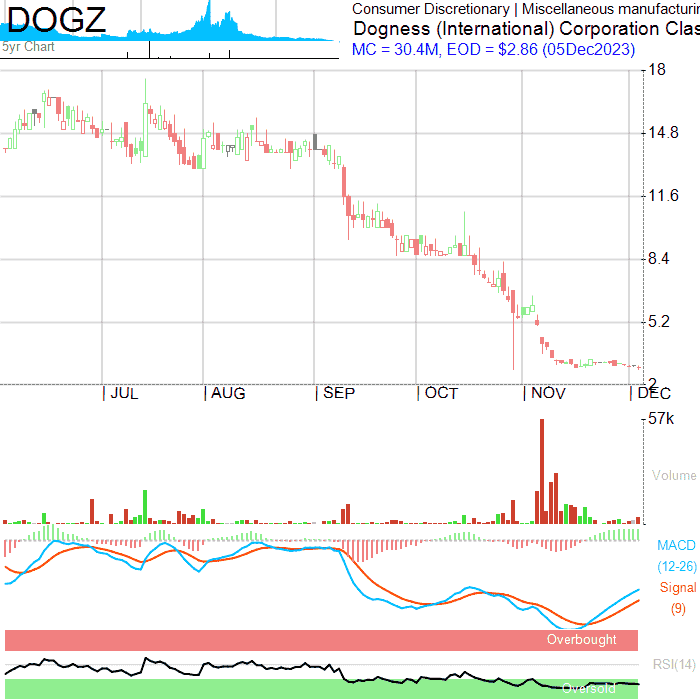 DOGZ
5yr Chart
Consumer Discretionary | Miscellaneous manufacturin
Dogness (International) Corporation Clas
MC = 30.4M, EOD = $2.86 (05Dec2023)
18
14.8
11.6
8.4
5.2
2
JUL AUG SEP OCT NOV DEC
57k
Volume
MACD
(12-26)
Signal
(9)
Overbought
RSI(14)
Oversold